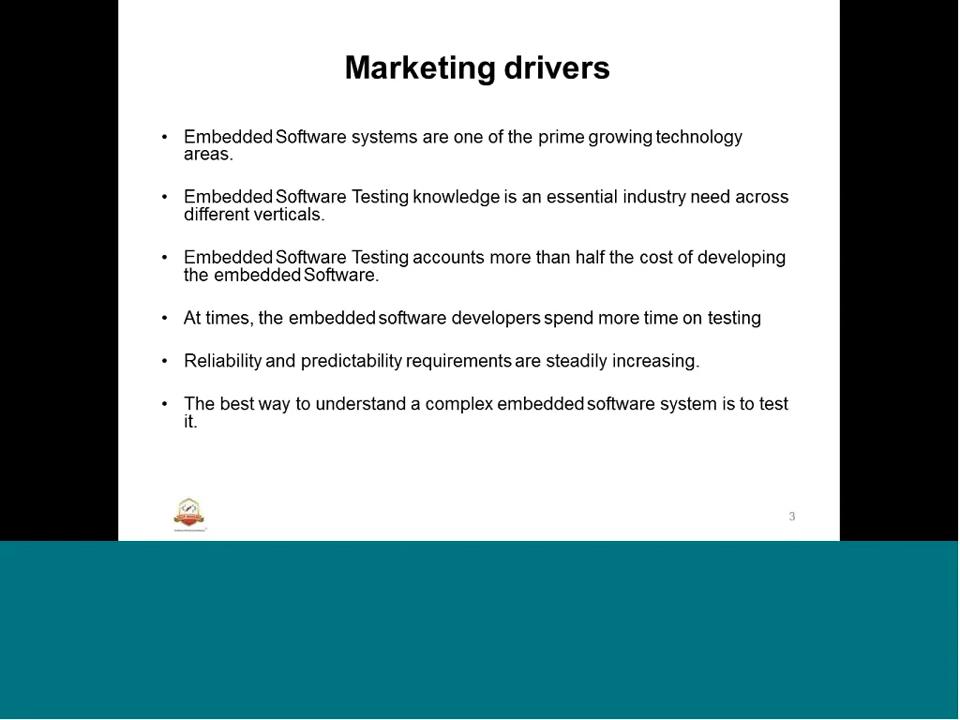 Marketing drivers
• Embedded Software systems are one of the prime growing technology
areas.
• Embedded Software Testing knowledge is an essential industry need across
different verticals.
• Embedded Software Testing accounts more than half the cost of developing
the embedded Software.
• At times, the embedded software developers spend more time on testing
• Reliability and predictability requirements are steadily increasing.
• The best way to understand a complex embedded software system is to test
it.
3